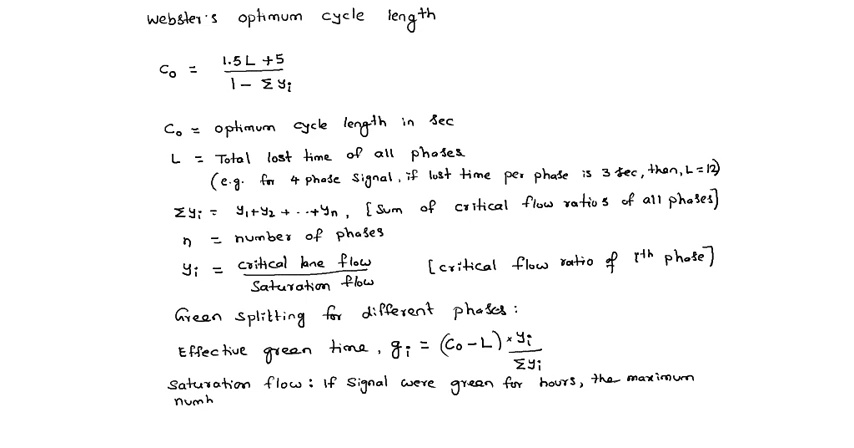 Webster's optimum cycle length
C₀ = (1.5L + 5) / (1 - Σyᵢ)
C₀ = optimum cycle length in sec
L = Total lost time of all phases
(e.g. for 4 phase signal, if lost time per phase is 3 sec, then, L = 12)
Σyᵢ = y₁+y₂ + ..+yₙ, [sum of critical flow ratios of all phases]
n = number of phases
yᵢ = critical lane flow / Saturation flow [critical flow ratio of ith phase]
Green splitting for different phases:
Effective green time, gᵢ = (C₀-L) × yᵢ / Σyᵢ
Saturation flow: If signal were green for hours, the maximum
numb